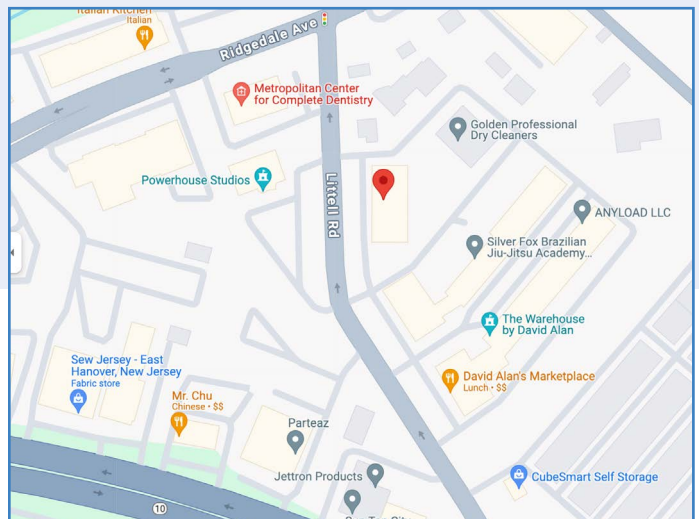 Italian Kitchen
Italian
Ridgedale Ave
Metropolitan Center
for Complete Dentistry
Golden Professional
Dry Cleaners
Powerhouse Studios
Littell Rd
ANYLOAD LLC
Silver Fox Brazilian
Jiu-Jitsu Academy...
The Warehouse
by David Alan
Sew Jersey - East
Hanover, New Jersey
Fabric store
David Alan's Marketplace
Lunch • $$
Mr. Chu
Chinese • $$
Parteaz
Jettron Products
CubeSmart Self Storage
10